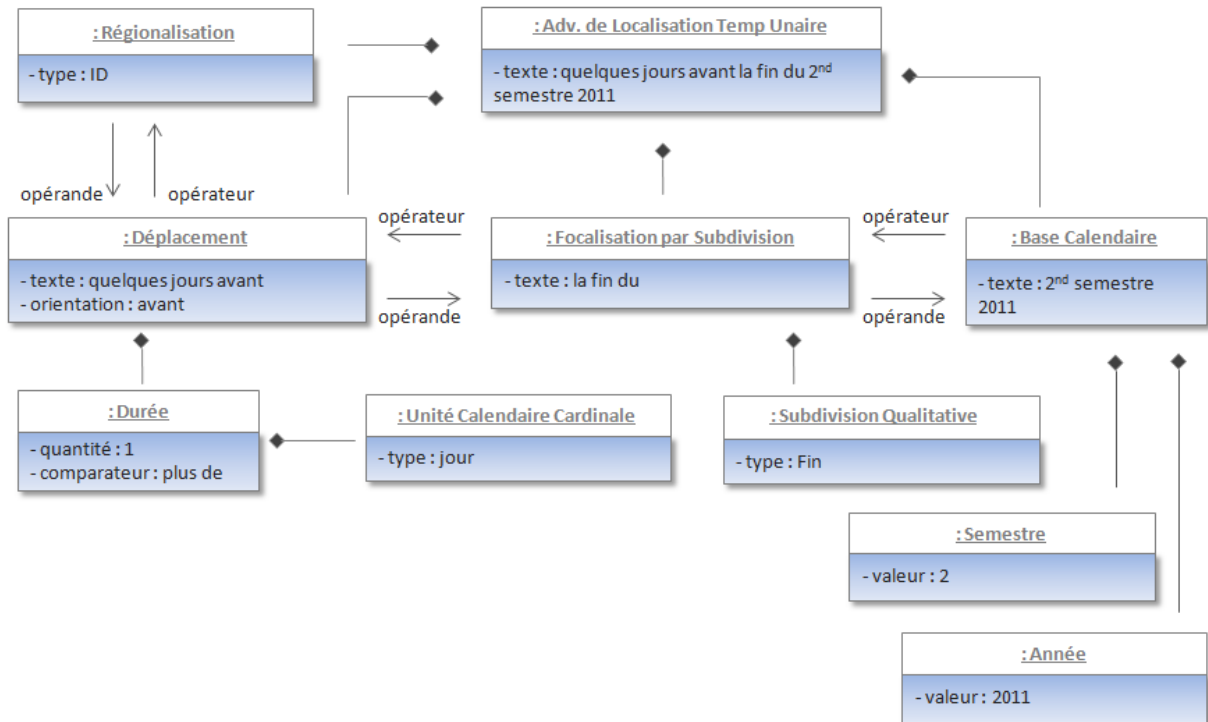 : Régionalisation
- type : ID
: Adv. de Localisation Temp Unaire
- texte : quelques jours avant la fin du 2nd
semestre 2011
opérande
opérateur
: Déplacement
- texte : quelques jours avant
- orientation : avant
opérateur
opérande
: Focalisation par Subdivision
- texte : la fin du
opérateur
opérande
: Base Calendaire
- texte : 2nd semestre
2011
: Durée
- quantité : 1
- comparateur : plus de
: Unité Calendaire Cardinale
- type : jour
: Subdivision Qualitative
- type : Fin
: Semestre
- valeur : 2
: Année
- valeur : 2011